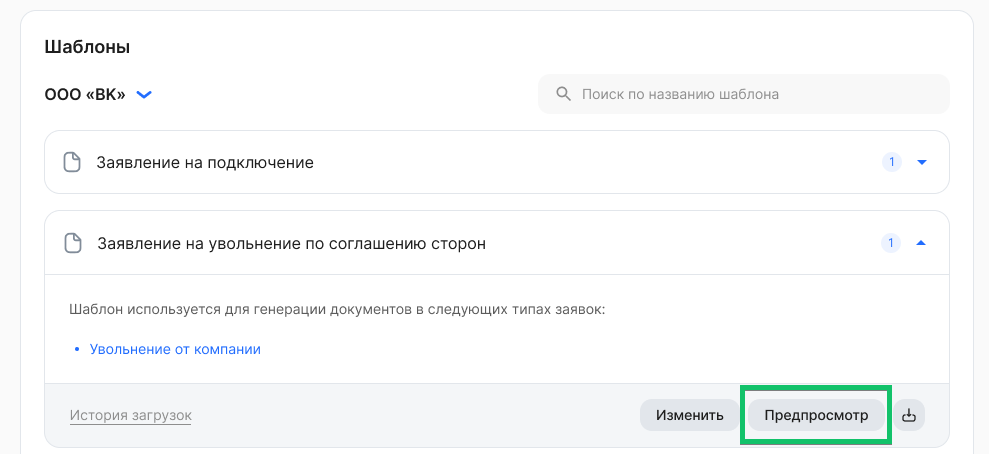 Шаблоны
ООО «ВК»
Поиск по названию шаблона
Заявление на подключение
1
Заявление на увольнение по соглашению сторон
1
Шаблон используется для генерации документов в следующих типах заявок:
• Увольнение от компании
История загрузок
Изменить
Предпросмотр